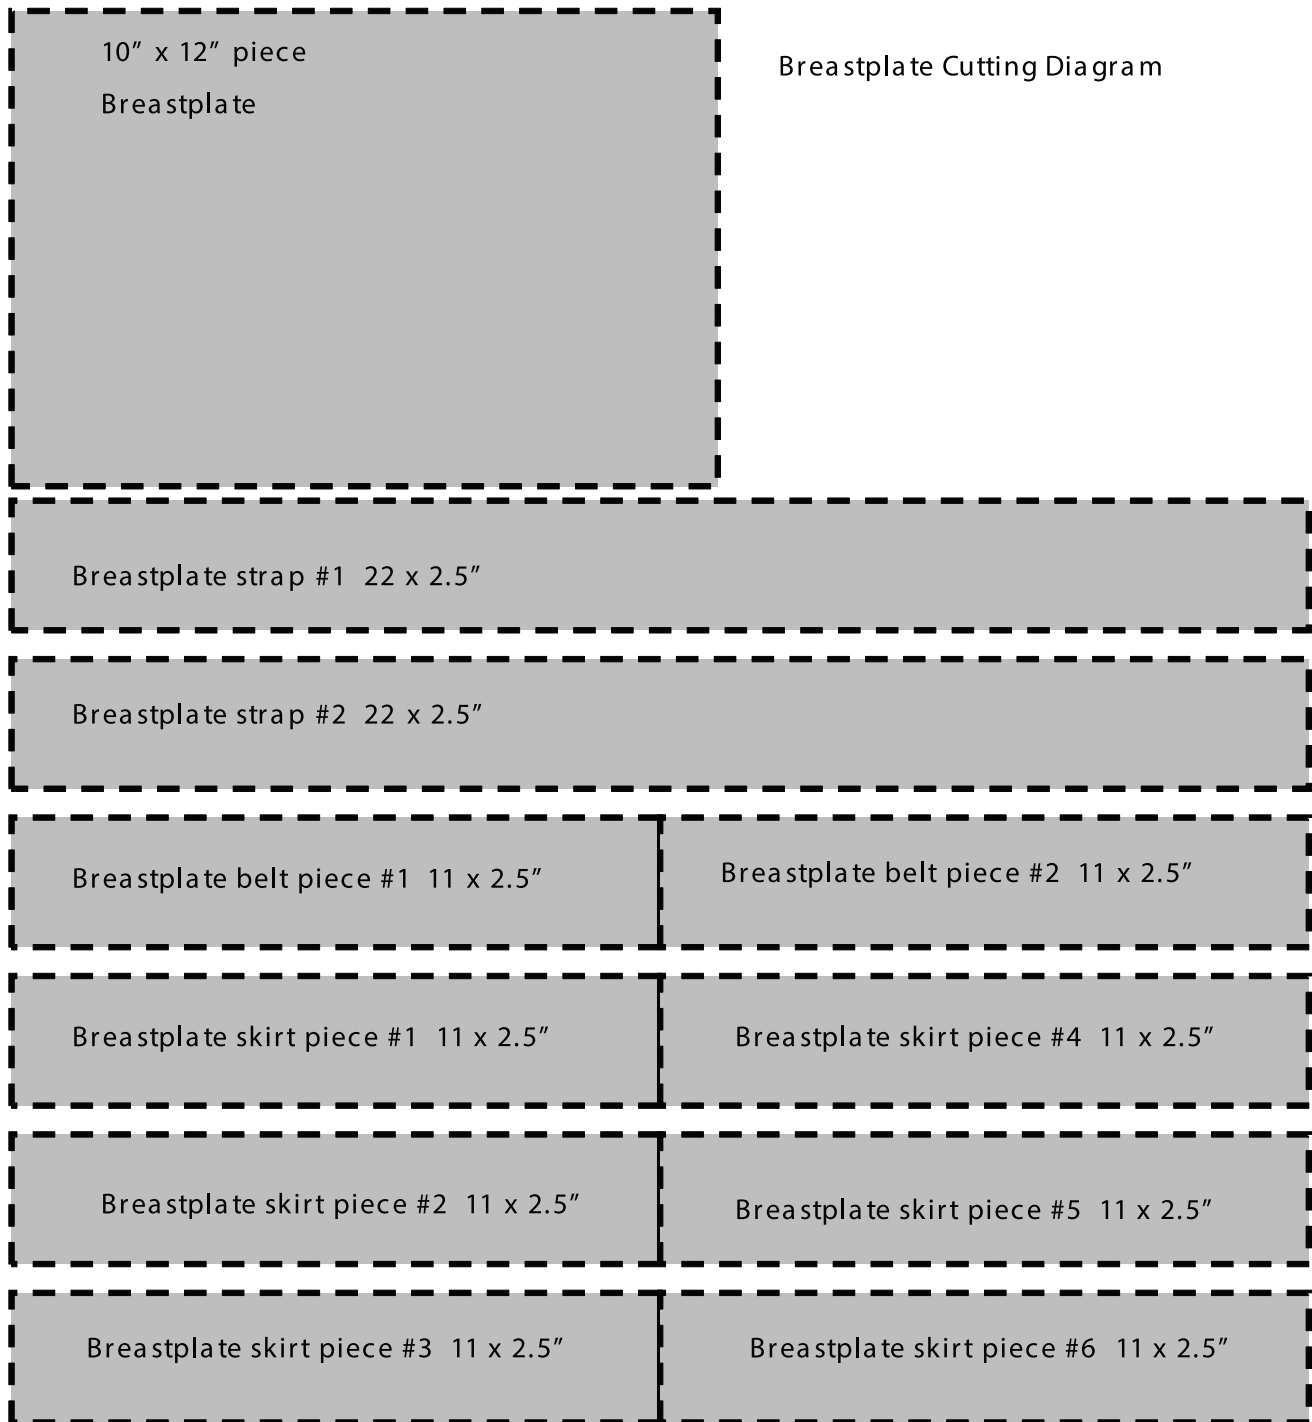 10” x 12” piece
Breastplate
Breastplate Cutting Diagram
Breastplate strap #1 22 x 2.5”
Breastplate strap #2 22 x 2.5”
Breastplate belt piece #1 11 x 2.5”
Breastplate belt piece #2 11 x 2.5”
Breastplate skirt piece #1 11 x 2.5”
Breastplate skirt piece #4 11 x 2.5”
Breastplate skirt piece #2 11 x 2.5”
Breastplate skirt piece #5 11 x 2.5”
Breastplate skirt piece #3 11 x 2.5”
Breastplate skirt piece #6 11 x 2.5”